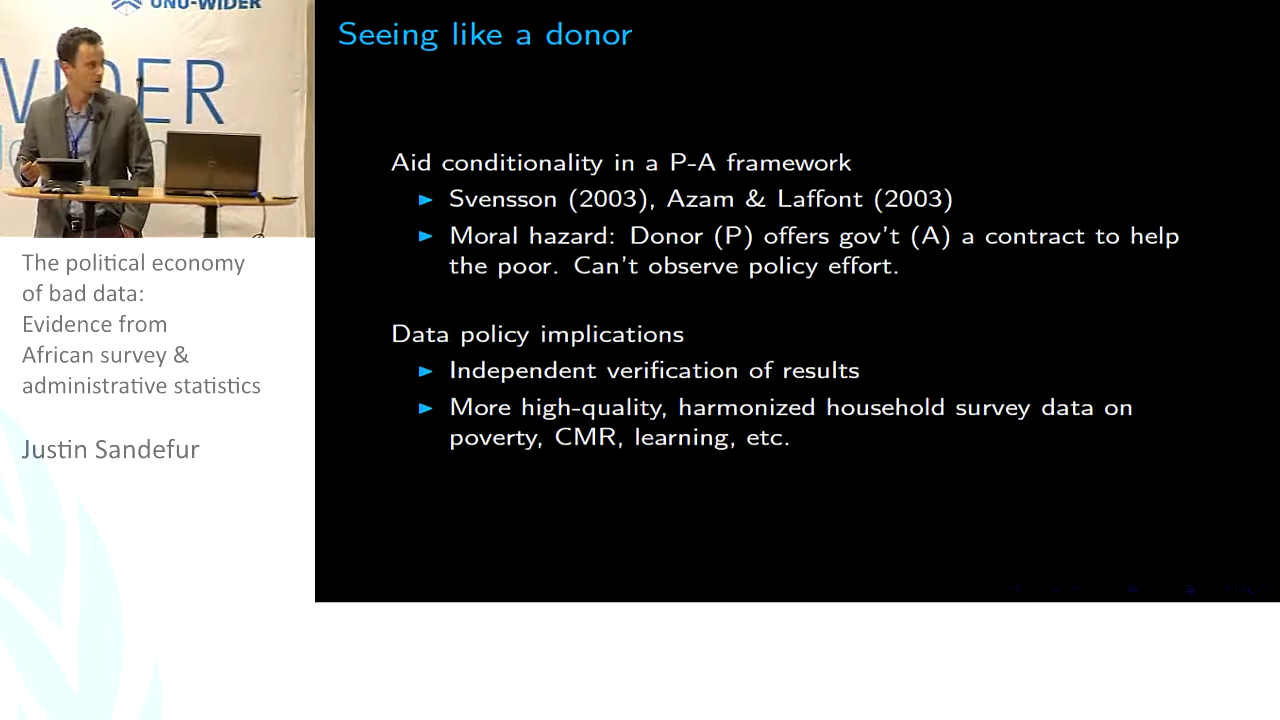 UNU-WIDER
WIDER
The political economy
of bad data:
Evidence from
African survey &
administrative statistics
Justin Sandefur
Seeing like a donor
Aid conditionality in a P-A framework
► Svensson (2003), Azam & Laffont (2003)
► Moral hazard: Donor (P) offers gov't (A) a contract to help
the poor. Can't observe policy effort.
Data policy implications
► Independent verification of results
► More high-quality, harmonized household survey data on
poverty, CMR, learning, etc.